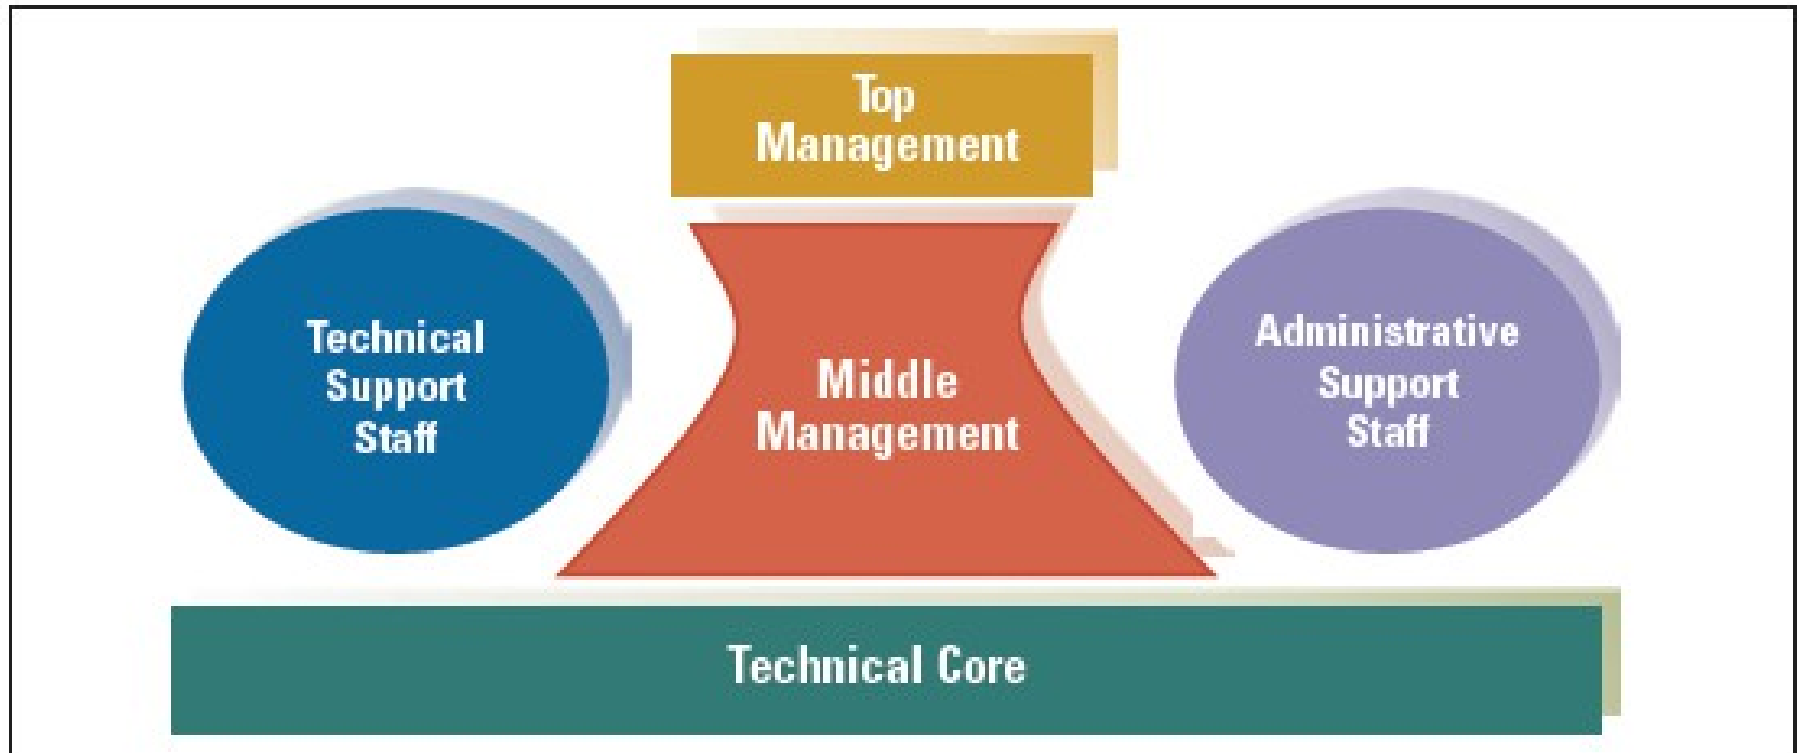 Top
Management
Technical
Support
Staff
Middle
Management
Administrative
Support
Staff
Technical Core